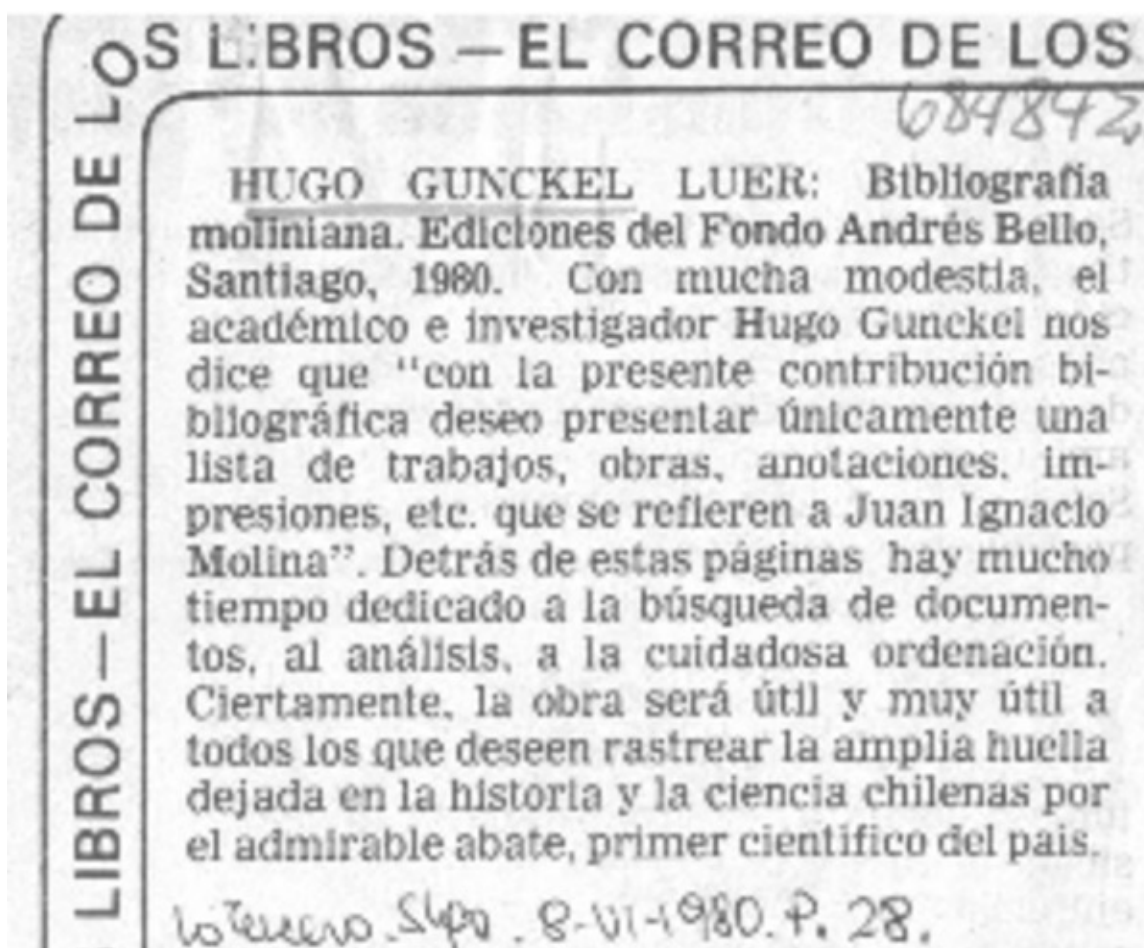 OS LIBROS — EL CORREO DE LOS
LIBROS — EL CORREO DE L
684842
HUGO GUNCKEL LUER: Bibliografía
moliniana. Ediciones del Fondo Andrés Bello,
Santiago, 1980. Con mucha modestia, el
académico e investigador Hugo Gunckel nos
dice que "con la presente contribución bi-
bliográfica deseo presentar únicamente una
lista de trabajos, obras, anotaciones, im-
presiones, etc. que se refieren a Juan Ignacio
Molina". Detrás de estas páginas hay mucho
tiempo dedicado a la búsqueda de documen-
tos, al análisis, a la cuidadosa ordenación.
Ciertamente, la obra será útil y muy útil a
todos los que deseen rastrear la amplia huella
dejada en la historia y la ciencia chilenas por
el admirable abate, primer científico del país.
La Tercera. Stgo. 8-VI-1980. P. 28.